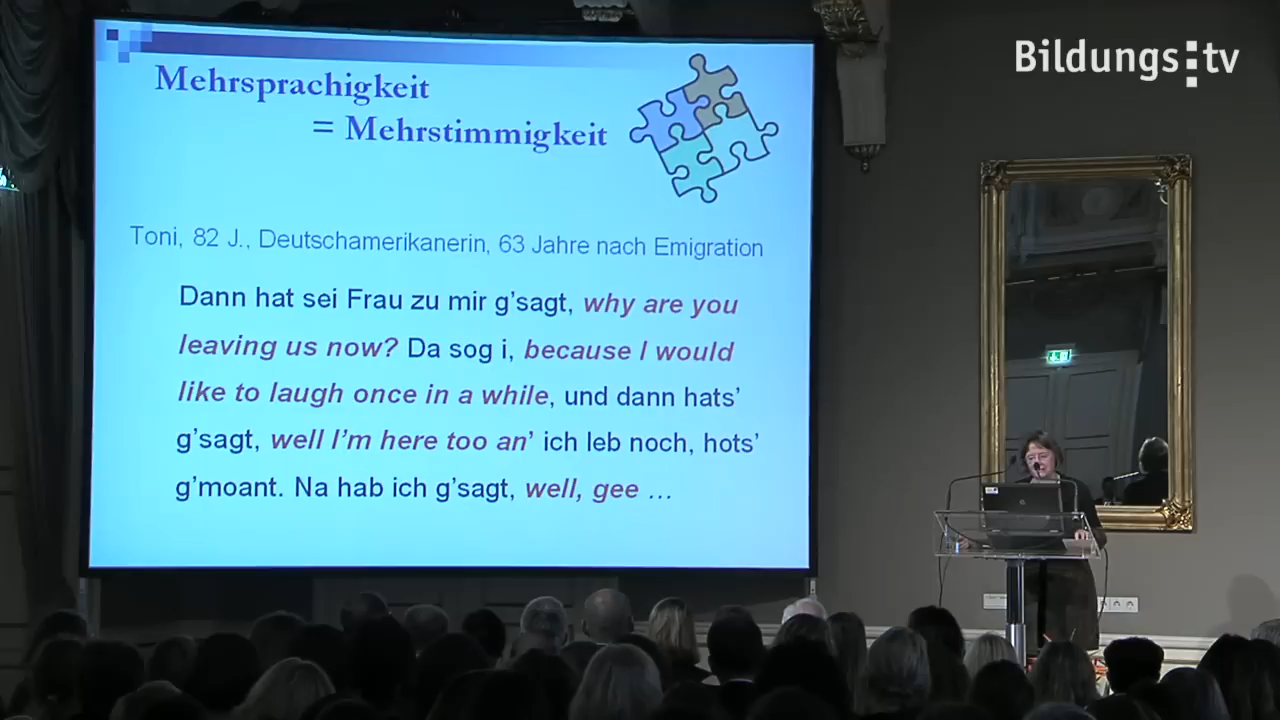 Bildungs:tv
Mehrsprachigkeit
= Mehrstimmigkeit
Toni, 82 J., Deutschamerikanerin, 63 Jahre nach Emigration
Dann hat sei Frau zu mir g’sagt, why are you
leaving us now? Da sog i, because I would
like to laugh once in a while, und dann hats’
g’sagt, well I’m here too an’ ich leb noch, hots’
g’moant. Na hab ich g’sagt, well, gee ...